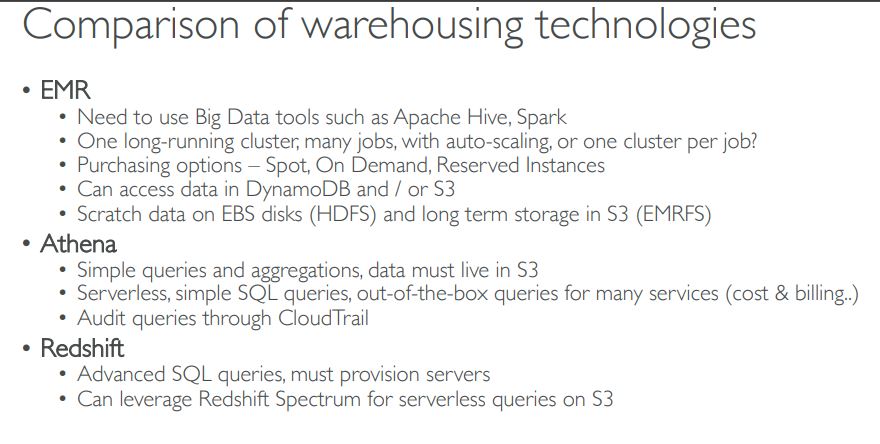 Comparison of warehousing technologies
• EMR
• Need to use Big Data tools such as Apache Hive, Spark
• One long-running cluster, many jobs, with auto-scaling, or one cluster per job?
• Purchasing options – Spot, On Demand, Reserved Instances
• Can access data in DynamoDB and / or S3
• Scratch data on EBS disks (HDFS) and long term storage in S3 (EMRFS)
• Athena
• Simple queries and aggregations, data must live in S3
• Serverless, simple SQL queries, out-of-the-box queries for many services (cost & billing..)
• Audit queries through CloudTrail
• Redshift
• Advanced SQL queries, must provision servers
• Can leverage Redshift Spectrum for serverless queries on S3